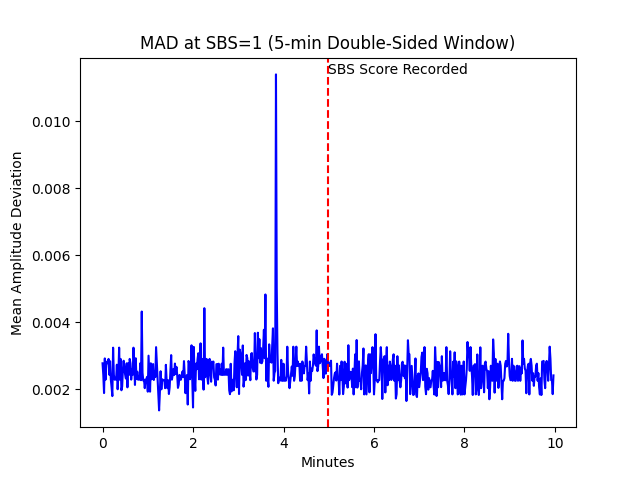 MAD at SBS=1 (5-min Double-Sided Window)
SBS Score Recorded
0.010
0.008
0.006
0.004
0.002
Mean Amplitude Deviation
0 2 4 6 8 10
Minutes